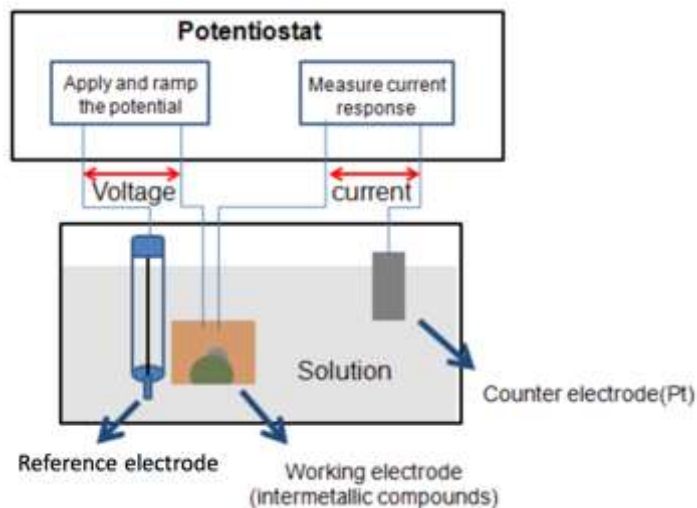 Potentiostat
Apply and ramp
the potential
Measure current
response
Voltage
current
Solution
Counter electrode(Pt)
Reference electrode
Working electrode
(intermetallic compounds)